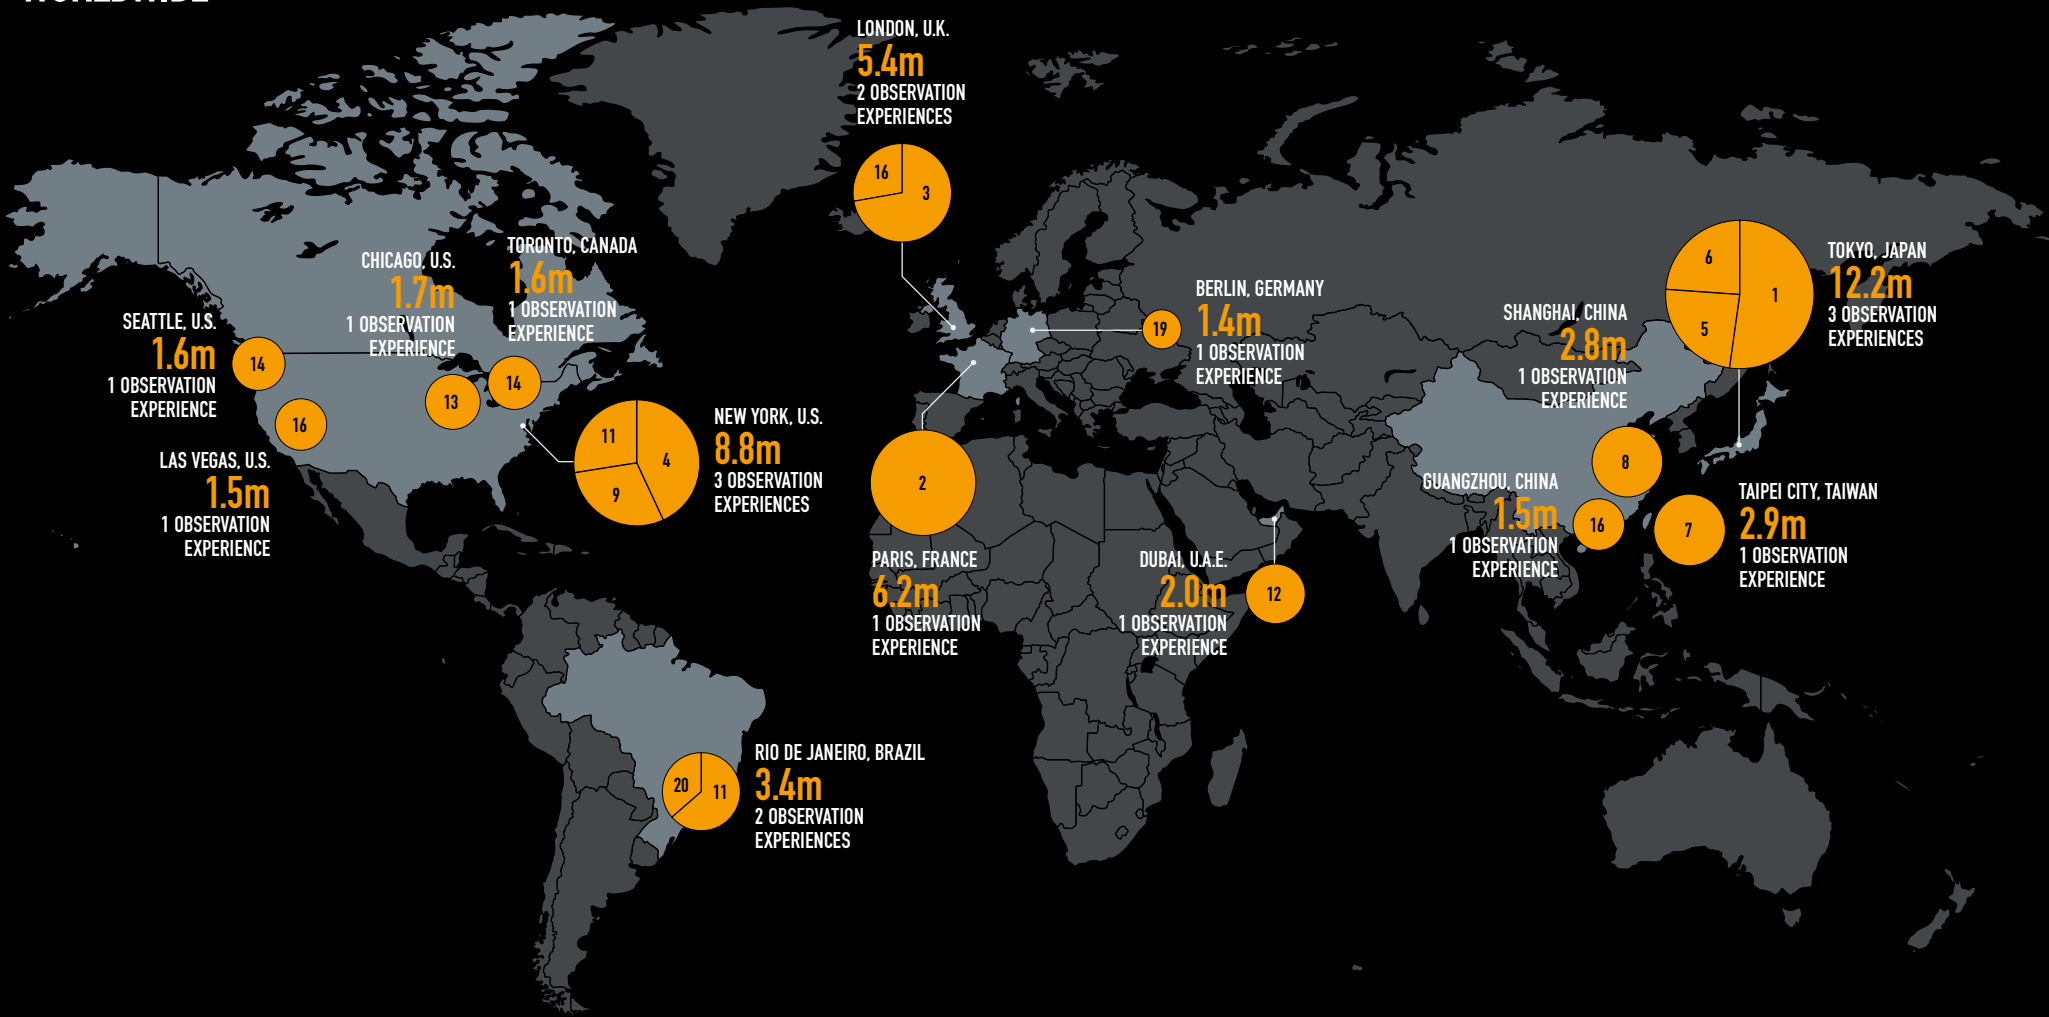 LONDON, U.K.
5.4m
2 OBSERVATION
EXPERIENCES
16
3
CHICAGO, U.S.
1.7m
1 OBSERVATION
EXPERIENCE
13
TORONTO, CANADA
1.6m
1 OBSERVATION
EXPERIENCE
14
SEATTLE, U.S.
1.6m
1 OBSERVATION
EXPERIENCE
14
LAS VEGAS, U.S.
1.5m
1 OBSERVATION
EXPERIENCE
16
NEW YORK, U.S.
8.8m
3 OBSERVATION
EXPERIENCES
11
4
9
BERLIN, GERMANY
1.4m
1 OBSERVATION
EXPERIENCE
19
PARIS, FRANCE
6.2m
1 OBSERVATION
EXPERIENCE
2
DUBAI, U.A.E.
2.0m
1 OBSERVATION
EXPERIENCE
12
SHANGHAI, CHINA
2.8m
1 OBSERVATION
EXPERIENCE
8
TOKYO, JAPAN
12.2m
3 OBSERVATION
EXPERIENCES
6
1
5
GUANGZHOU, CHINA
1.5m
1 OBSERVATION
EXPERIENCE
16
TAIPEI CITY, TAIWAN
2.9m
1 OBSERVATION
EXPERIENCE
7
RIO DE JANEIRO, BRAZIL
3.4m
2 OBSERVATION
EXPERIENCES
20
11